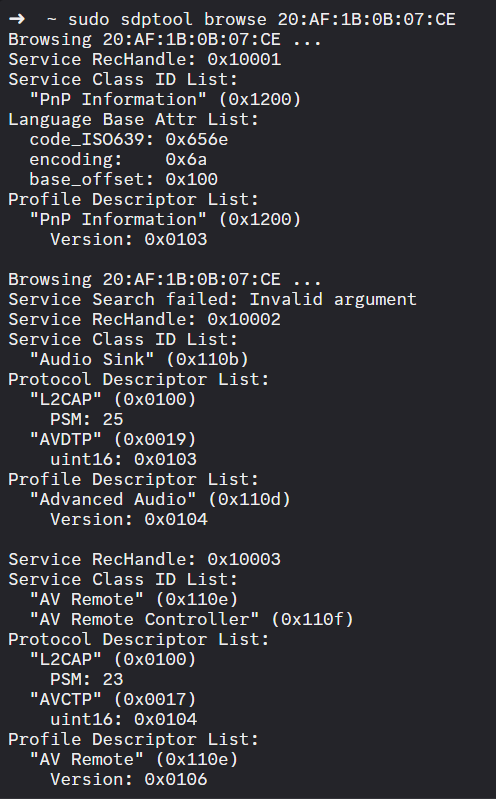 ➜  ~ sudo sdptool browse 20:AF:1B:0B:07:CE
Browsing 20:AF:1B:0B:07:CE ...
Service RecHandle: 0x10001
Service Class ID List:
  "PnP Information" (0x1200)
Language Base Attr List:
  code_ISO639: 0x656e
  encoding:    0x6a
  base_offset: 0x100
Profile Descriptor List:
  "PnP Information" (0x1200)
    Version: 0x0103

Browsing 20:AF:1B:0B:07:CE ...
Service Search failed: Invalid argument
Service RecHandle: 0x10002
Service Class ID List:
  "Audio Sink" (0x110b)
Protocol Descriptor List:
  "L2CAP" (0x0100)
    PSM: 25
  "AVDTP" (0x0019)
    uint16: 0x0103
Profile Descriptor List:
  "Advanced Audio" (0x110d)
    Version: 0x0104

Service RecHandle: 0x10003
Service Class ID List:
  "AV Remote" (0x110e)
  "AV Remote Controller" (0x110f)
Protocol Descriptor List:
  "L2CAP" (0x0100)
    PSM: 23
  "AVCTP" (0x0017)
    uint16: 0x0104
Profile Descriptor List:
  "AV Remote" (0x110e)
    Version: 0x0106